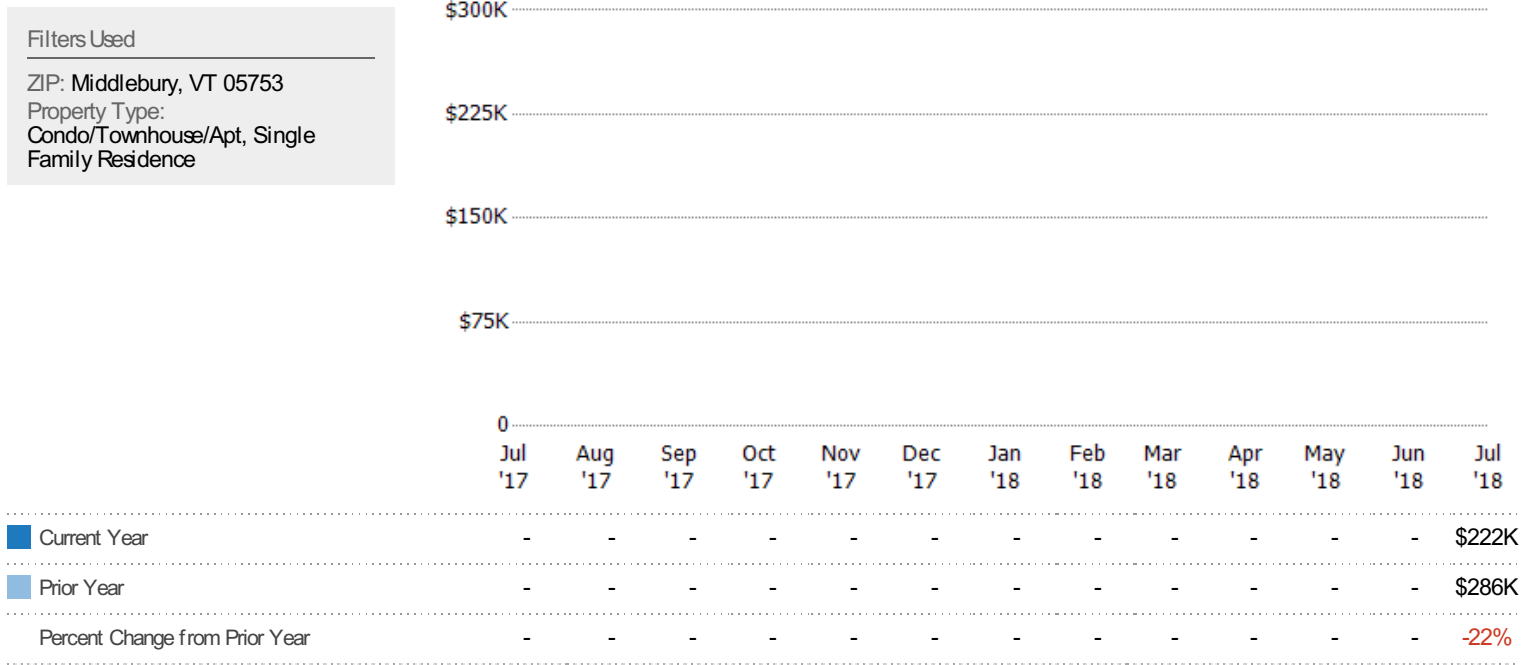 Filters Used
ZIP: Middlebury, VT 05753
Property Type:
Condo/Townhouse/Apt, Single
Family Residence
$300K
$225K
$150K
$75K
0
Jul Aug Sep Oct Nov Dec Jan Feb Mar Apr May Jun Jul
'17 '17 '17 '17 '17 '17 '18 '18 '18 '18 '18 '18 '18
Current Year - - - - - - - - - - - - $222K
Prior Year - - - - - - - - - - - - $286K
Percent Change from Prior Year - - - - - - - - - - - - -22%